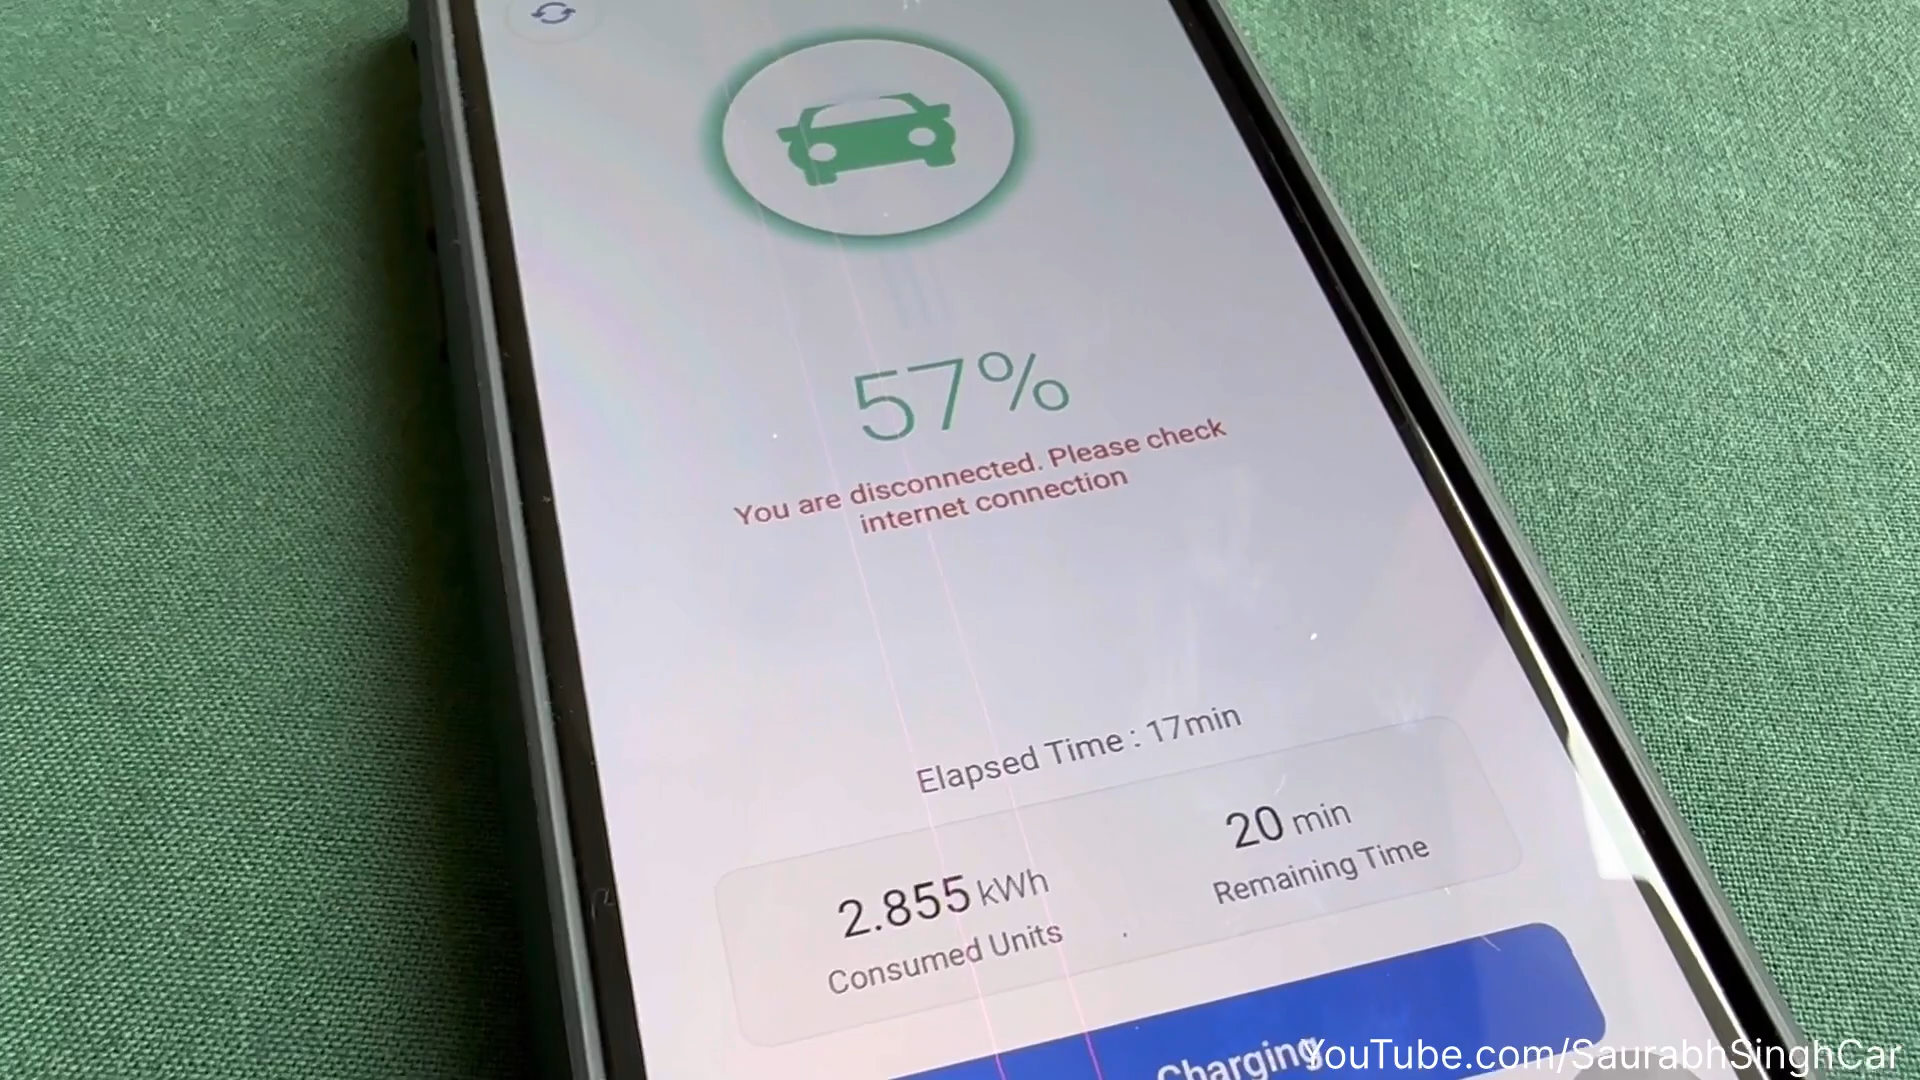 57%
You are disconnected. Please check
internet connection
Elapsed Time : 17min
2.855 kWh
Consumed Units
20 min
Remaining Time
Charging
YouTube.com/SaurabhSinghCar